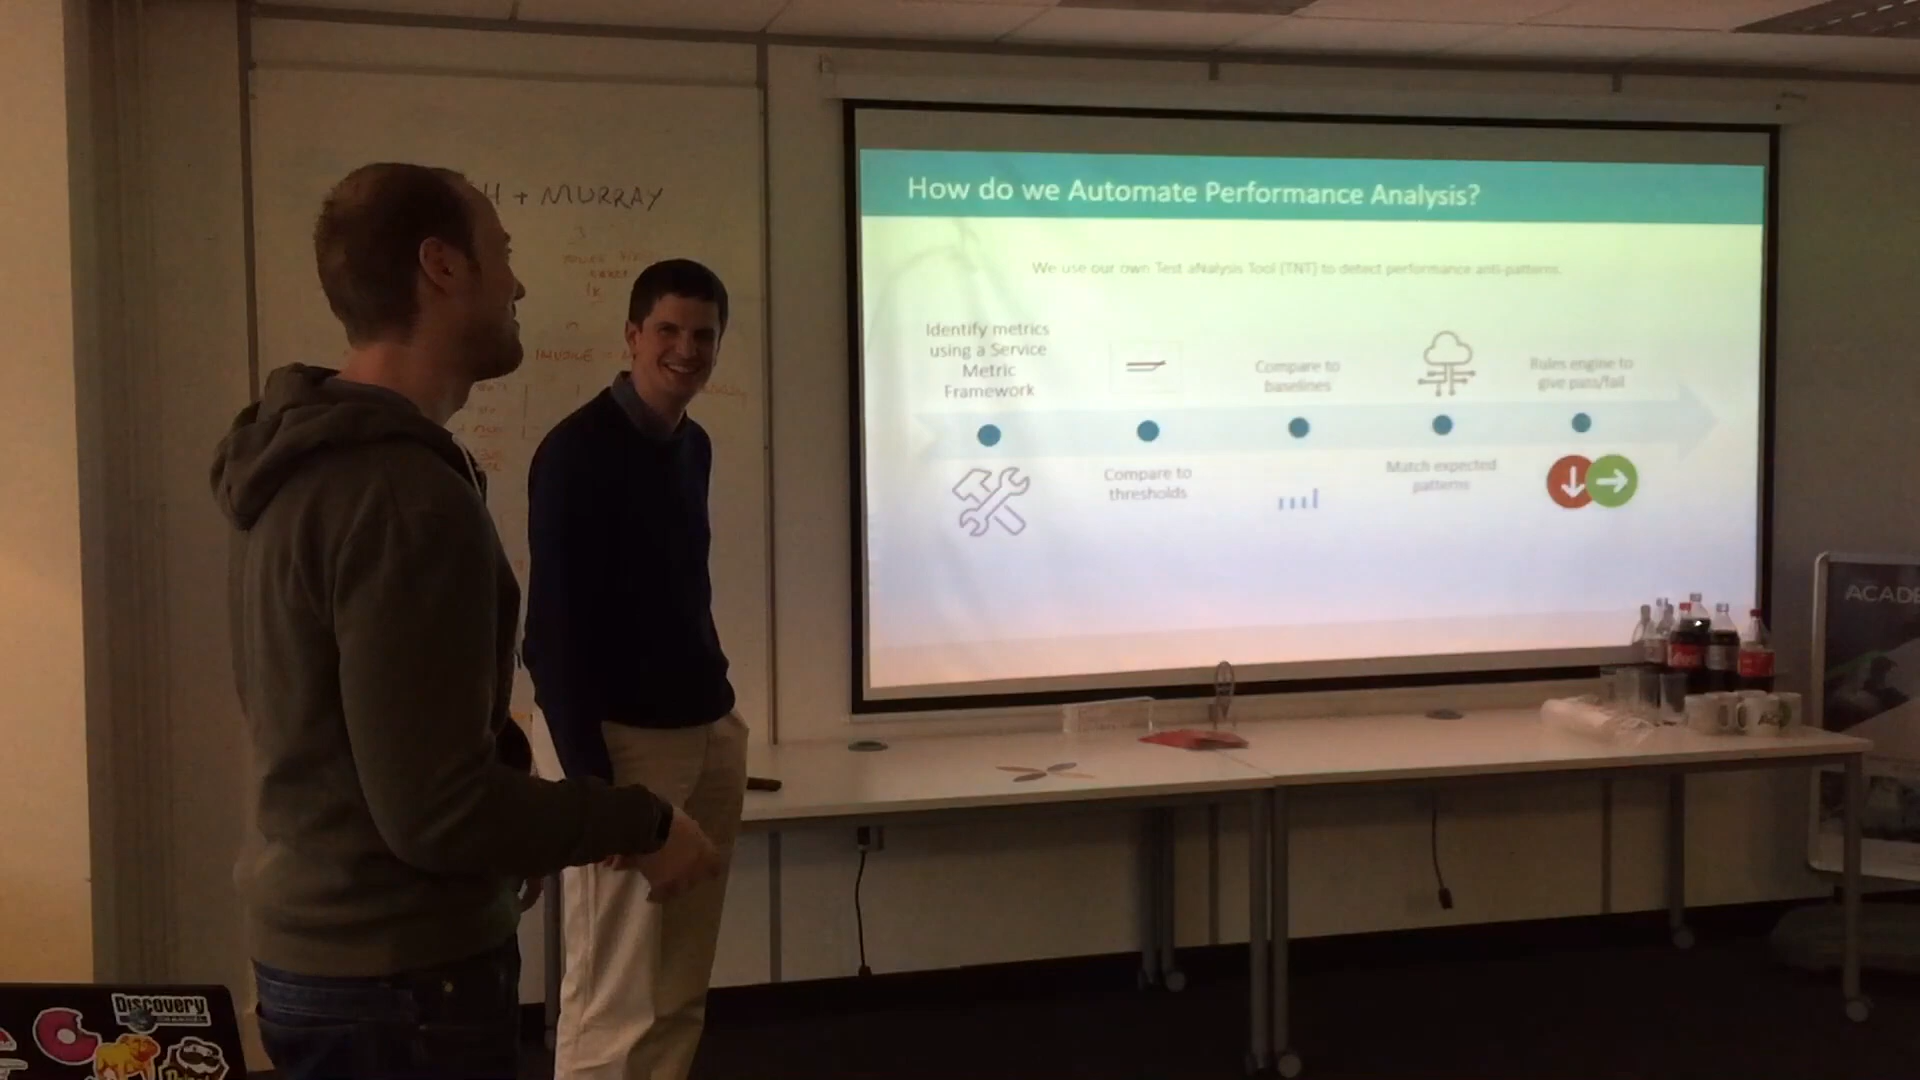 H + MURRAY
INVOICE =
How do we Automate Performance Analysis?
We use our own Test aNalysis Tool (TNT) to detect performance anti-patterns.
Identify metrics
using a Service
Metric
Framework
Compare to
thresholds
Compare to
baselines
Match expected
patterns
Rules engine to
give pass/fail
ACADE
Discovery